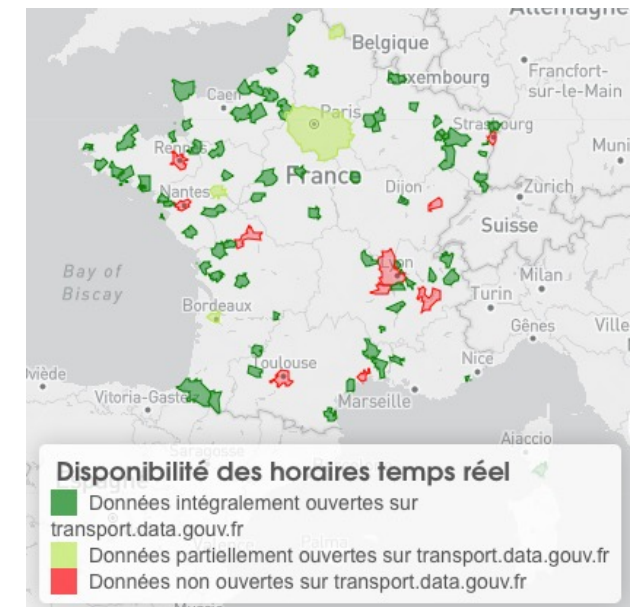 Allemagne
Belgique
Francfort-
sur-le-Main
Caen
Paris
Strasbourg
Rennes
Muni
Nantes
France
Dijon
Zurich
Suisse
Bay of
Biscay
Lyon
Milan
Turin
Bordeaux
Gênes
Ville
Toulouse
Nice
Vitoria-Gasteiz
Marseille
Ajaccio
Saragosse
Disponibilité des horaires temps réel
Données intégralement ouvertes sur
transport.data.gouv.fr
Données partiellement ouvertes sur transport.data.gouv.fr
Données non ouvertes sur transport.data.gouv.fr
Palma